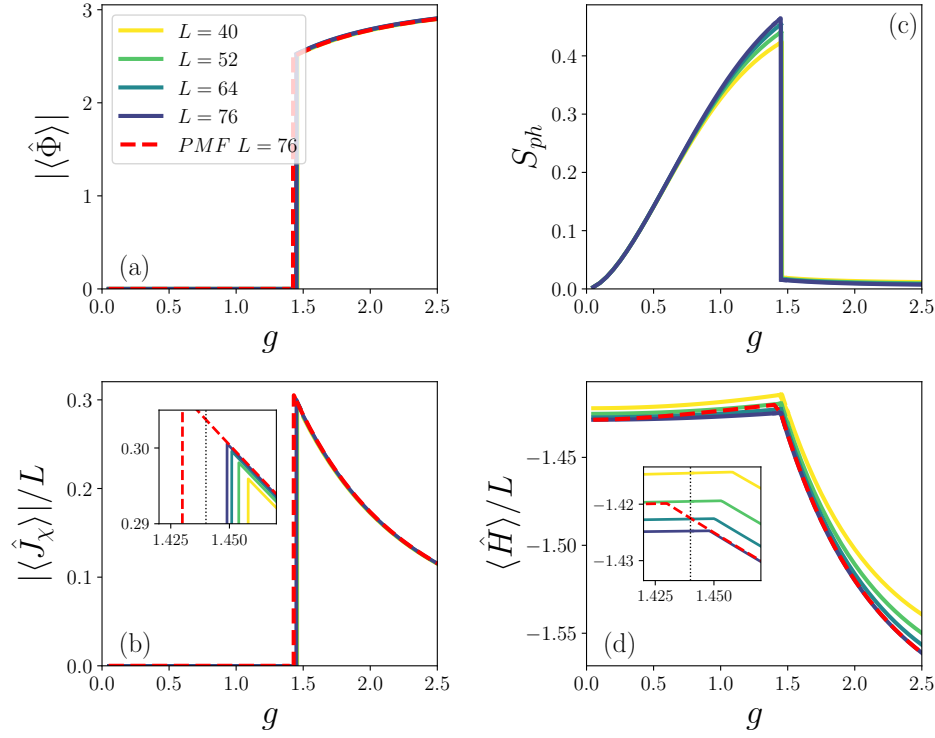 |⟨Φ̂⟩|
3
2
1
0
L = 40
L = 52
L = 64
L = 76
PMF L = 76
(a)
0.0 0.5 1.0 1.5 2.0 2.5
g
S_{ph}
0.4
0.3
0.2
0.1
0.0
(c)
0.0 0.5 1.0 1.5 2.0 2.5
g
|⟨Ĵ_χ⟩|/L
0.3
0.2
0.1
0.0
0.30
0.29
1.425 1.450
(b)
0.0 0.5 1.0 1.5 2.0 2.5
g
⟨Ĥ⟩/L
−1.45
−1.50
−1.55
−1.42
−1.43
1.425 1.450
(d)
0.0 0.5 1.0 1.5 2.0 2.5
g